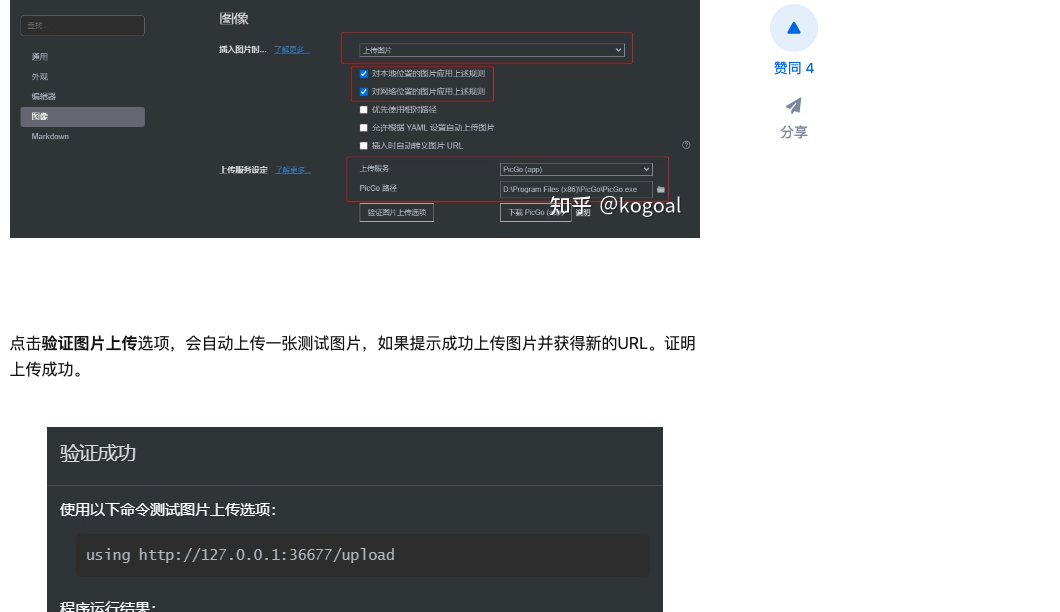 图像
查找...
通用
外观
编辑器
图像
Markdown
插入图片时... 了解更多...
上传图片
对本地位置的图片应用上述规则
对网络位置的图片应用上述规则
优先使用相对路径
允许根据 YAML 设置自动上传图片
插入时自动转义图片 URL
上传服务设定 了解更多...
上传服务 PicGo (app)
PicGo 路径 D:\Program Files (x86)\PicGo\PicGo.exe
验证图片上传选项 下载 PicGo
知乎 @kogoal
赞同 4
分享
点击验证图片上传选项，会自动上传一张测试图片，如果提示成功上传图片并获得新的URL。证明
上传成功。
验证成功
使用以下命令测试图片上传选项：
using http://127.0.0.1:36677/upload
程序运行结果：